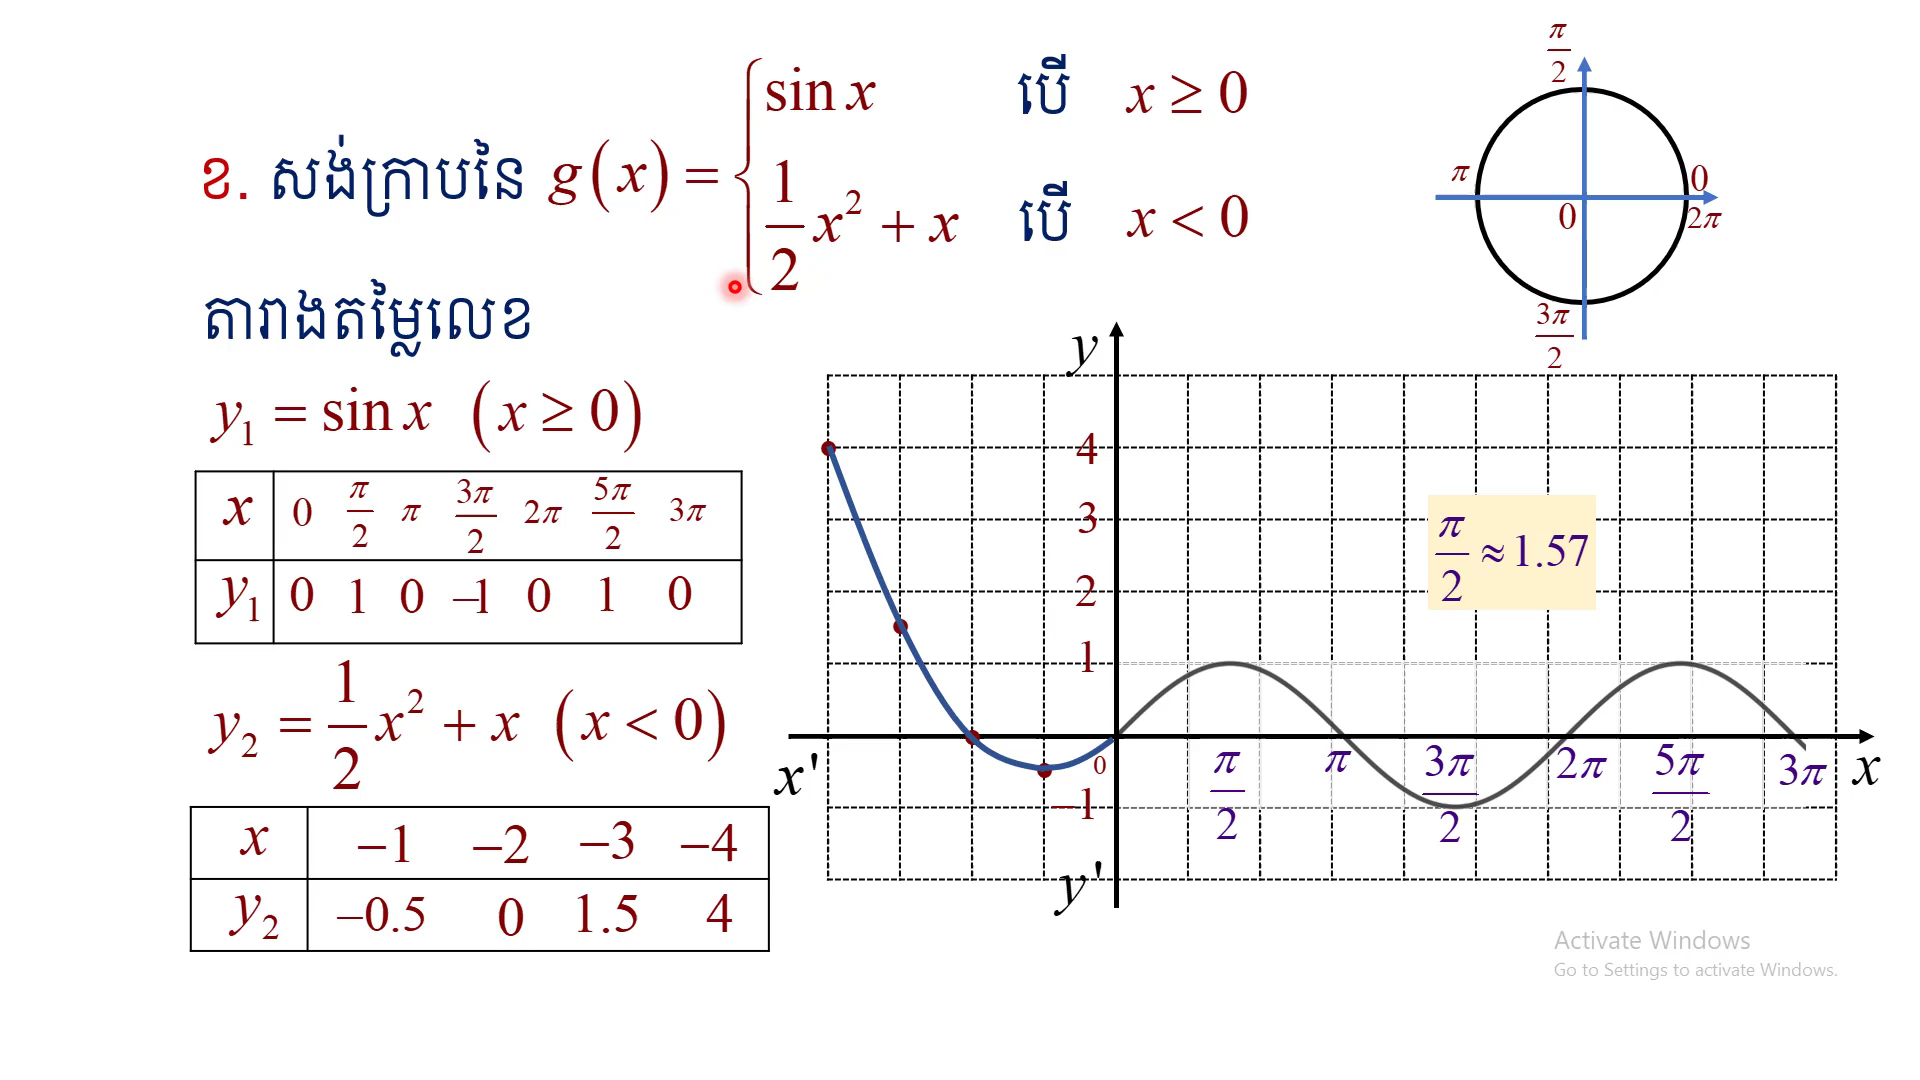 ខ. សង់ក្រាបនៃ g(x) = { sin x បើ x ≥ 0
1/2 x² + x បើ x < 0
តារាងតម្លៃលេខ
y₁ = sin x (x ≥ 0)
x 0 π/2 π 3π/2 2π 5π/2 3π
y₁ 0 1 0 −1 0 1 0
y₂ = 1/2 x² + x (x < 0)
x −1 −2 −3 −4
y₂ −0.5 0 1.5 4
π/2
π 0
0 2π
3π/2
y
4
3
2
1
π/2 ≈ 1.57
x' 0 π/2 π 3π/2 2π 5π/2 3π x
−1
y'
Activate Windows
Go to Settings to activate Windows.